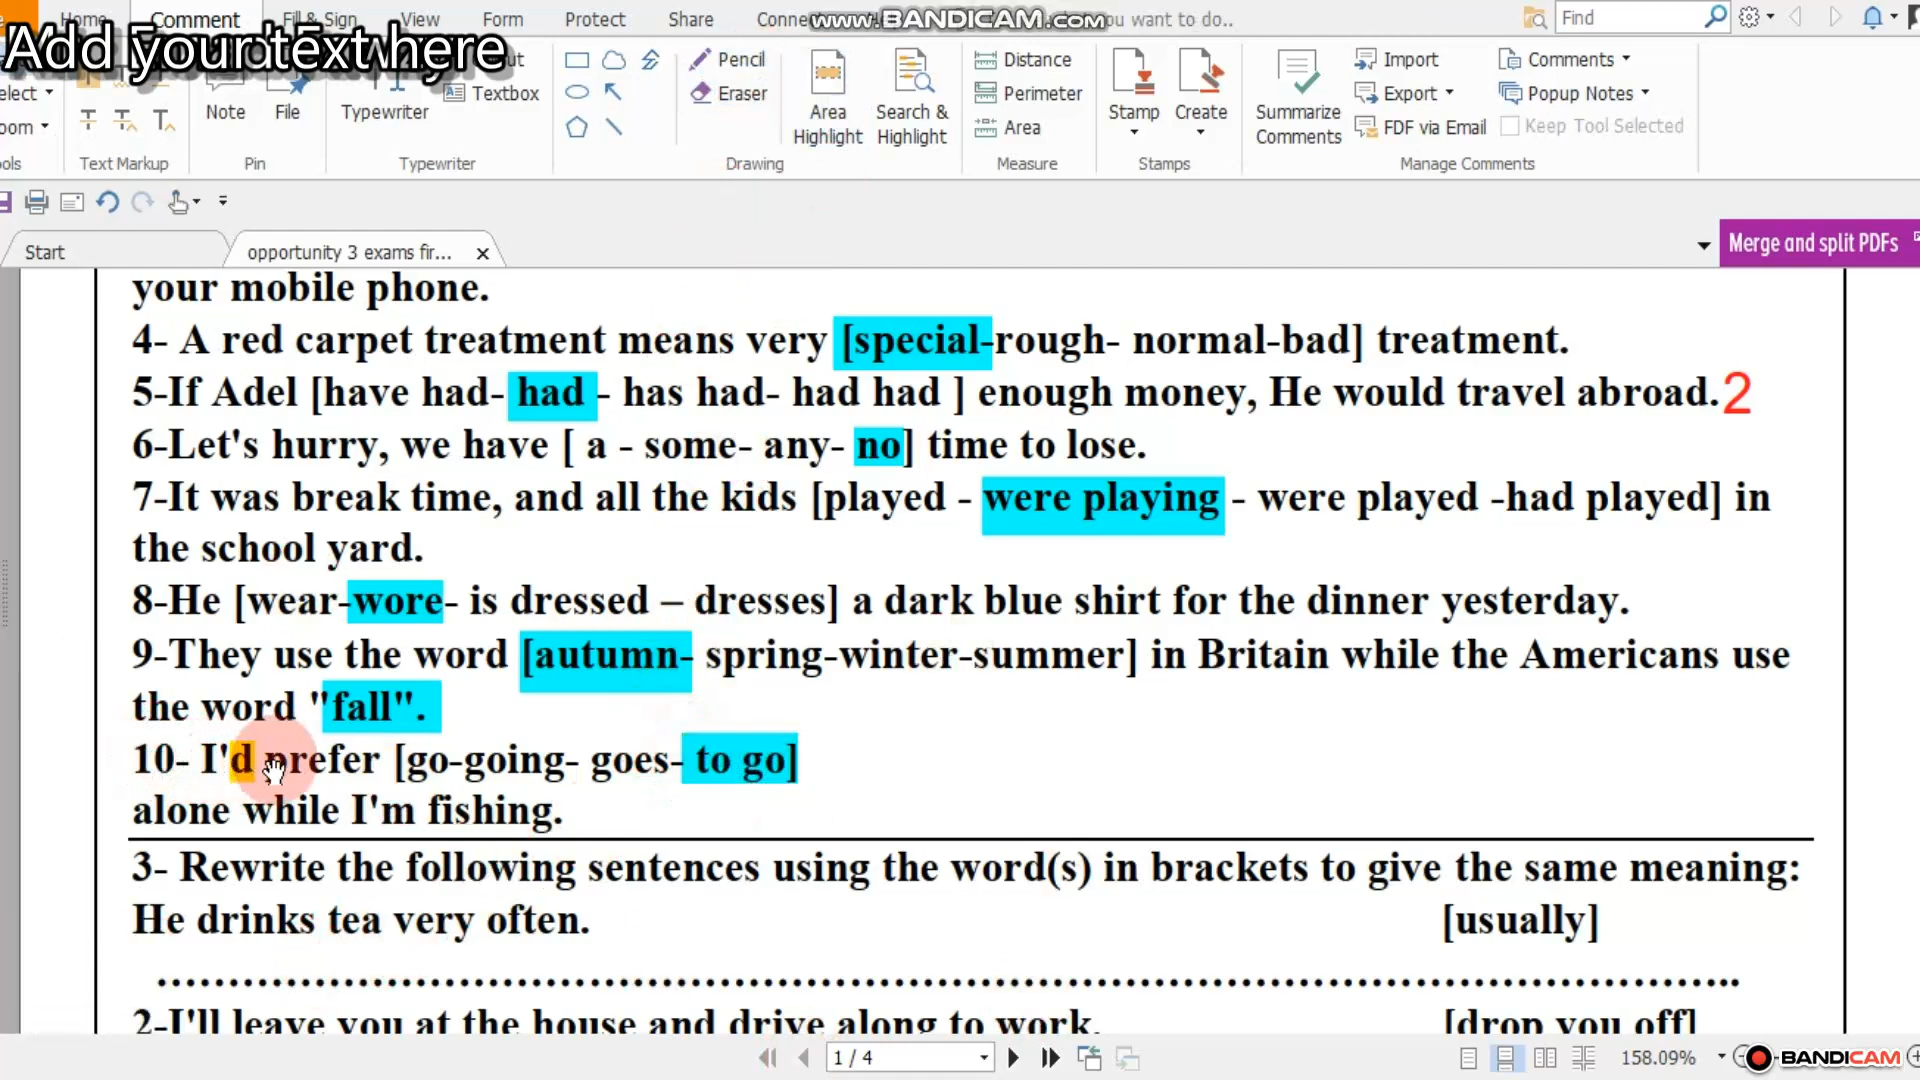 Home Comment Fill & Sign View Form Protect Share Connect www.BANDICAM.com you want to do.. Find
Add your text here
elect Note File Typewriter Textbox Pencil Eraser Area Highlight Search & Highlight Distance Perimeter Area Stamp Create Summarize Comments Import Export FDF via Email Comments Popup Notes Keep Tool Selected
Text Markup Pin Typewriter Drawing Measure Stamps Manage Comments
Start opportunity 3 exams fir... Merge and split PDFs
your mobile phone.
4- A red carpet treatment means very [special-rough- normal-bad] treatment.
5-If Adel [have had- had - has had- had had ] enough money, He would travel abroad. 2
6-Let's hurry, we have [ a - some- any- no] time to lose.
7-It was break time, and all the kids [played - were playing - were played -had played] in
the school yard.
8-He [wear-wore- is dressed – dresses] a dark blue shirt for the dinner yesterday.
9-They use the word [autumn- spring-winter-summer] in Britain while the Americans use
the word "fall".
10- I'd prefer [go-going- goes- to go]
alone while I'm fishing.
3- Rewrite the following sentences using the word(s) in brackets to give the same meaning:
He drinks tea very often. [usually]
2-I'll leave you at the house and drive along to work. [drop you off]
1 / 4 158.09% BANDICAM